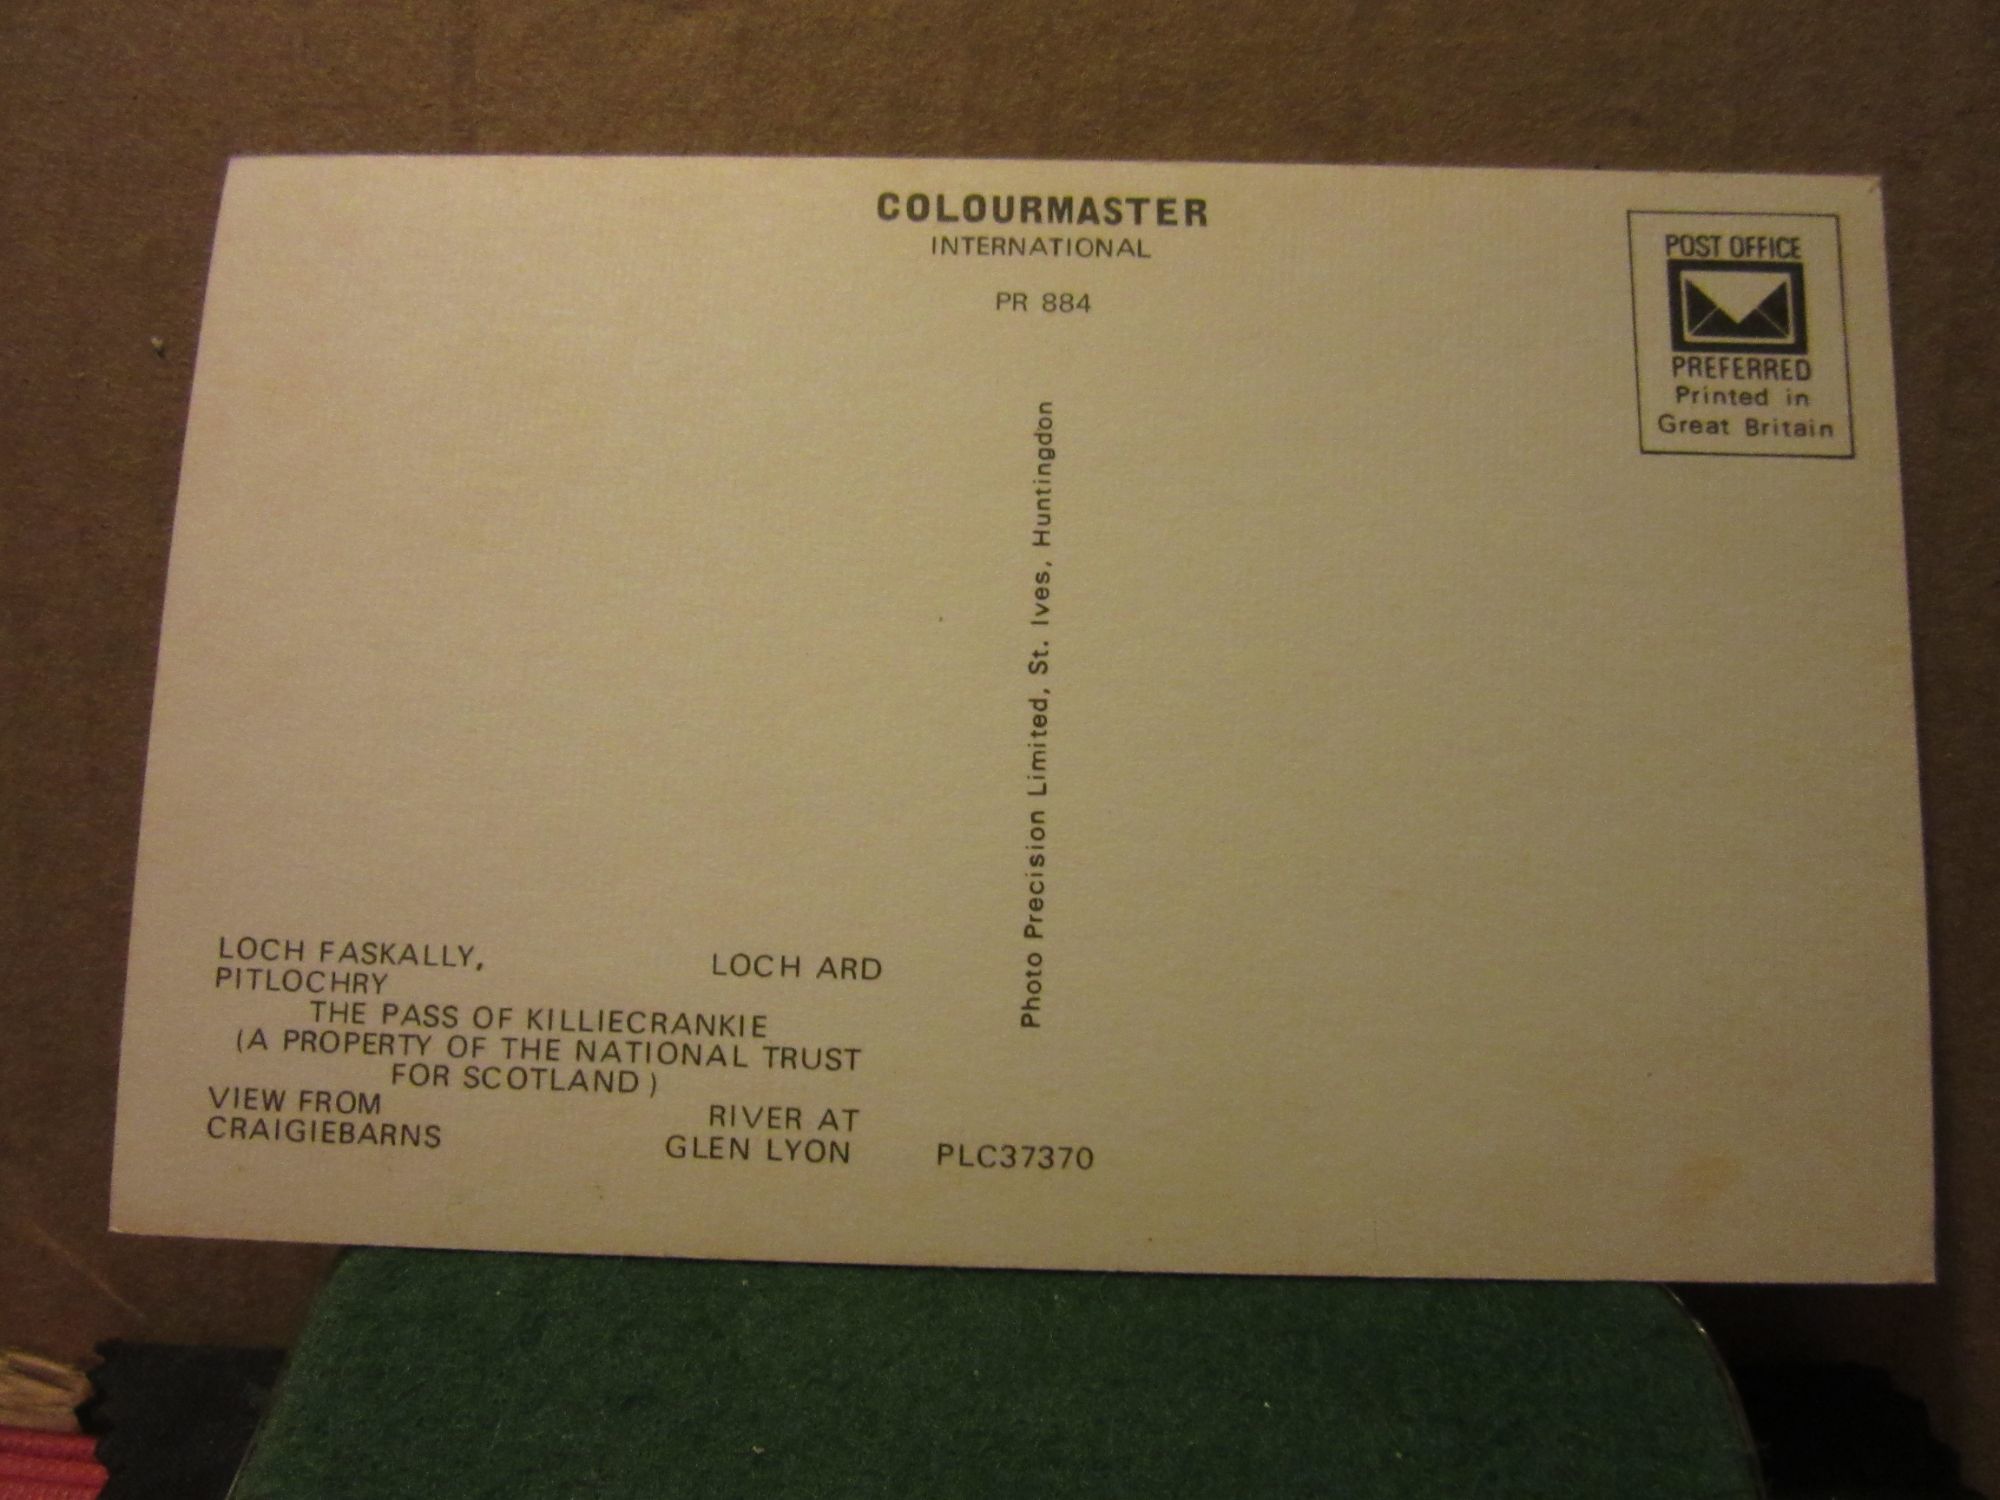 COLOURMASTER
INTERNATIONAL
PR 884
POST OFFICE
PREFERRED
Printed in
Great Britain
Photo Precision Limited, St. Ives, Huntingdon
LOCH FASKALLY,
PITLOCHRY
LOCH ARD
THE PASS OF KILLIECRANKIE
(A PROPERTY OF THE NATIONAL TRUST
FOR SCOTLAND)
VIEW FROM
CRAIGIEBARNS
RIVER AT
GLEN LYON
PLC37370